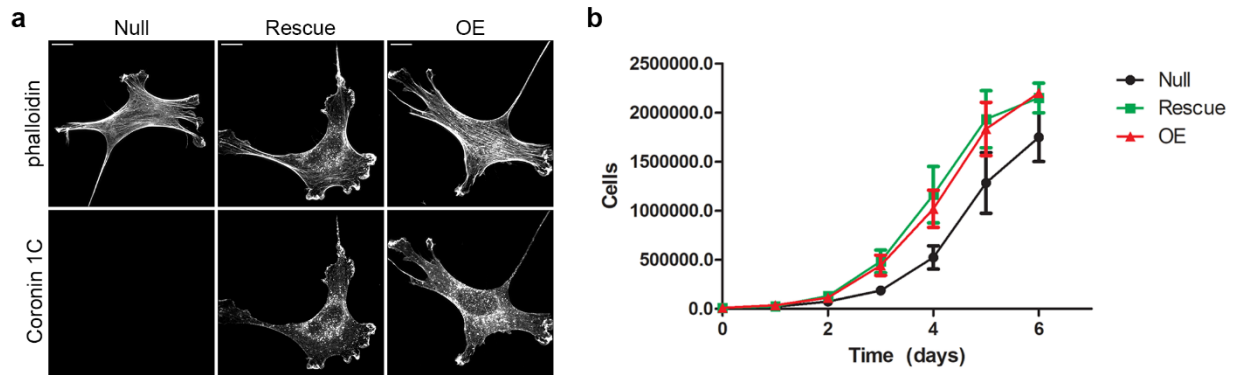 a
Null Rescue OE
phalloidin
Coronin 1C
b
2500000.0
2000000.0
1500000.0
1000000.0
500000.0
0.0
Cells
0 2 4 6
Time (days)
Null
Rescue
OE